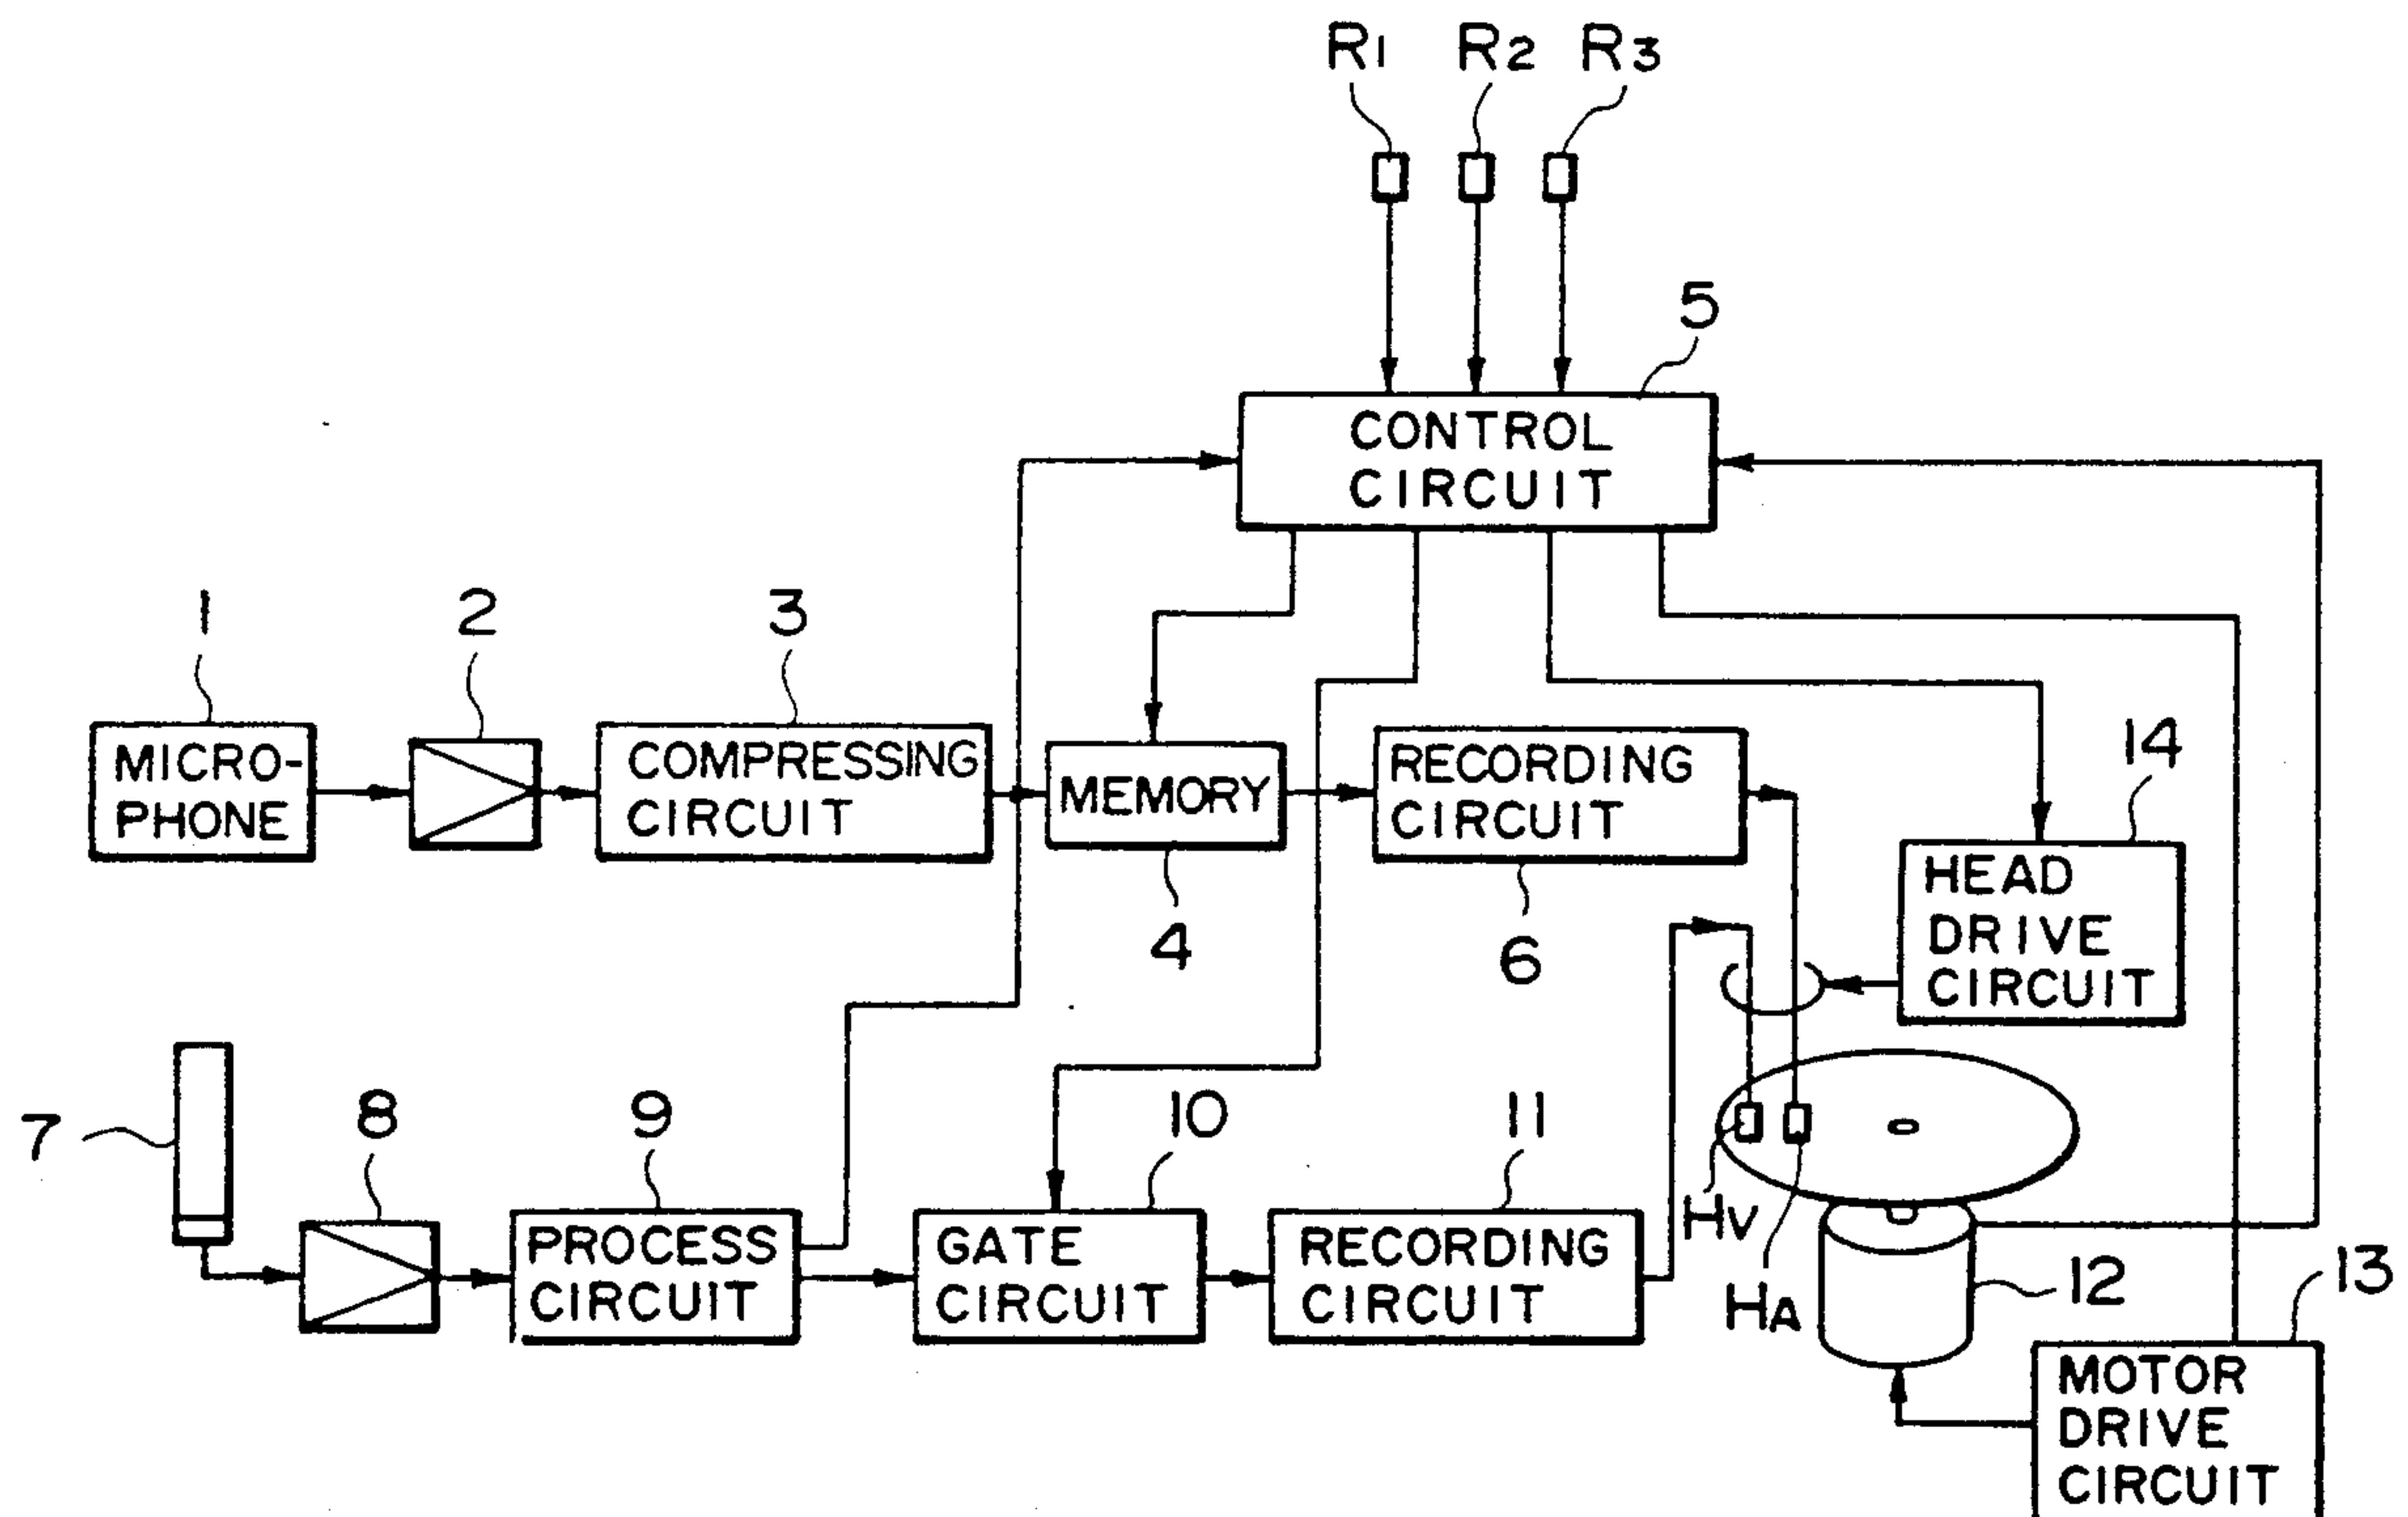 R1 R2 R3
5
CONTROL
CIRCUIT
1 2 3
MICRO-
PHONE
COMPRESSING
CIRCUIT
MEMORY
RECORDING
CIRCUIT
14
4
6
HEAD
DRIVE
CIRCUIT
7
8
9
10
11
PROCESS
CIRCUIT
GATE
CIRCUIT
RECORDING
CIRCUIT
HV
HA
12
13
MOTOR
DRIVE
CIRCUIT